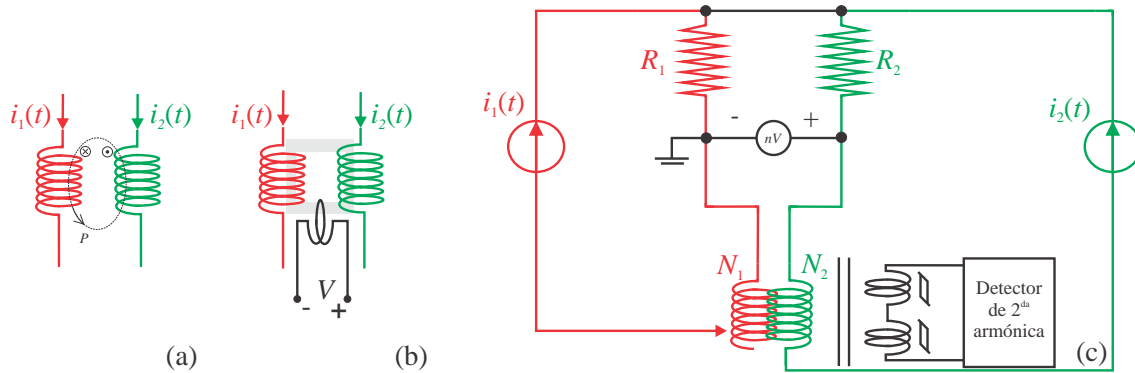 i₁(t)
i₂(t)
P
(a)
i₁(t)
i₂(t)
V
- +
(b)
R₁
R₂
i₁(t)
i₂(t)
- nV +
N₁
N₂
Detector
de 2ᵈᵃ
armónica
(c)